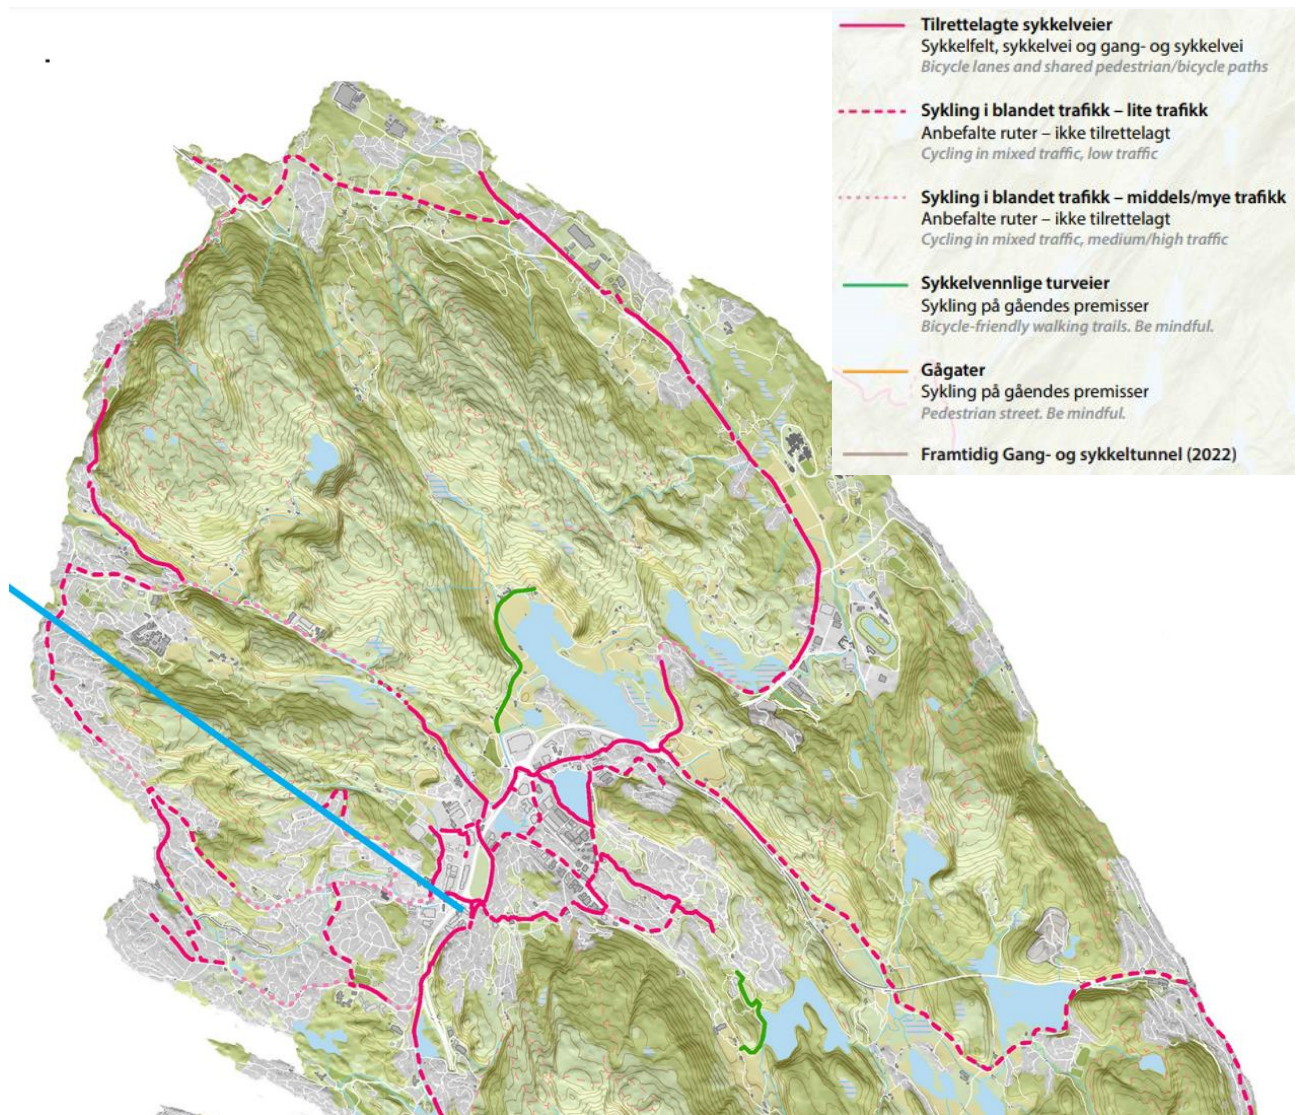 Tilrettelagte sykkelveier
Sykkelfelt, sykkelvei og gang- og sykkelvei
Bicycle lanes and shared pedestrian/bicycle paths
Sykling i blandet trafikk – lite trafikk
Anbefalte ruter – ikke tilrettelagt
Cycling in mixed traffic, low traffic
Sykling i blandet trafikk – middels/mye trafikk
Anbefalte ruter – ikke tilrettelagt
Cycling in mixed traffic, medium/high traffic
Sykkelvennlige turveier
Sykling på gåendes premisser
Bicycle-friendly walking trails. Be mindful.
Gågater
Sykling på gåendes premisser
Pedestrian street. Be mindful.
Framtidig Gang- og sykkeltunnel (2022)